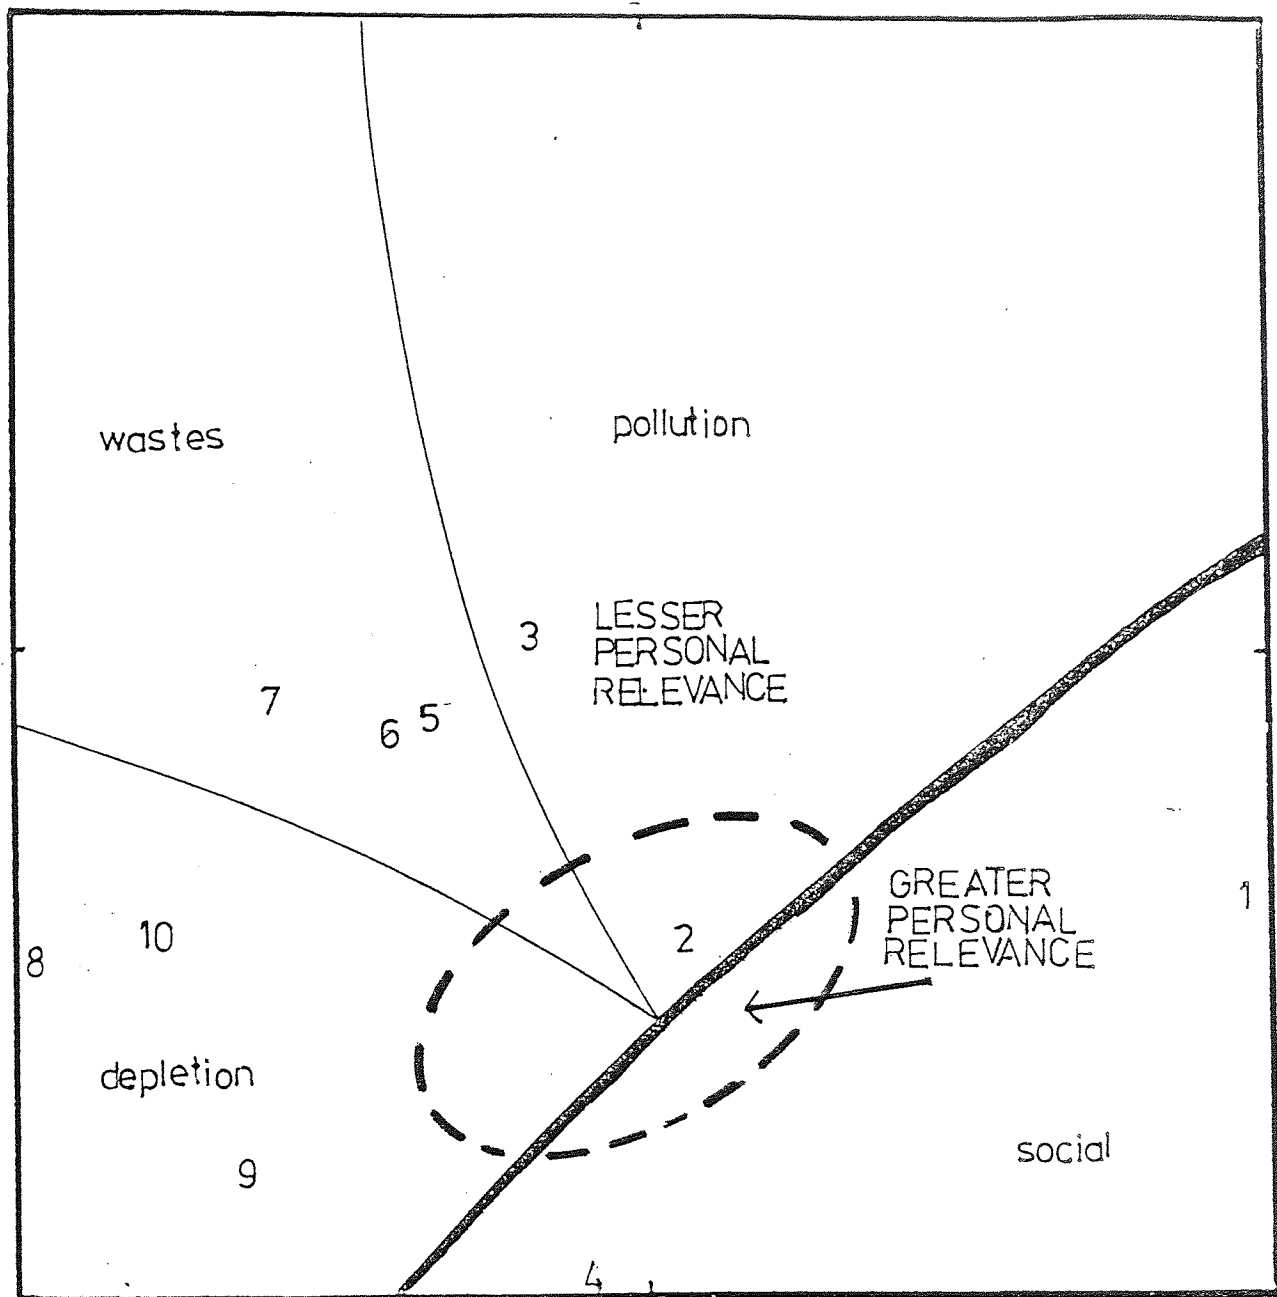 wastes
pollution
3
LESSER
PERSONAL
RELEVANCE
7
6
5
GREATER
PERSONAL
RELEVANCE
1
2
10
8
depletion
social
9
4